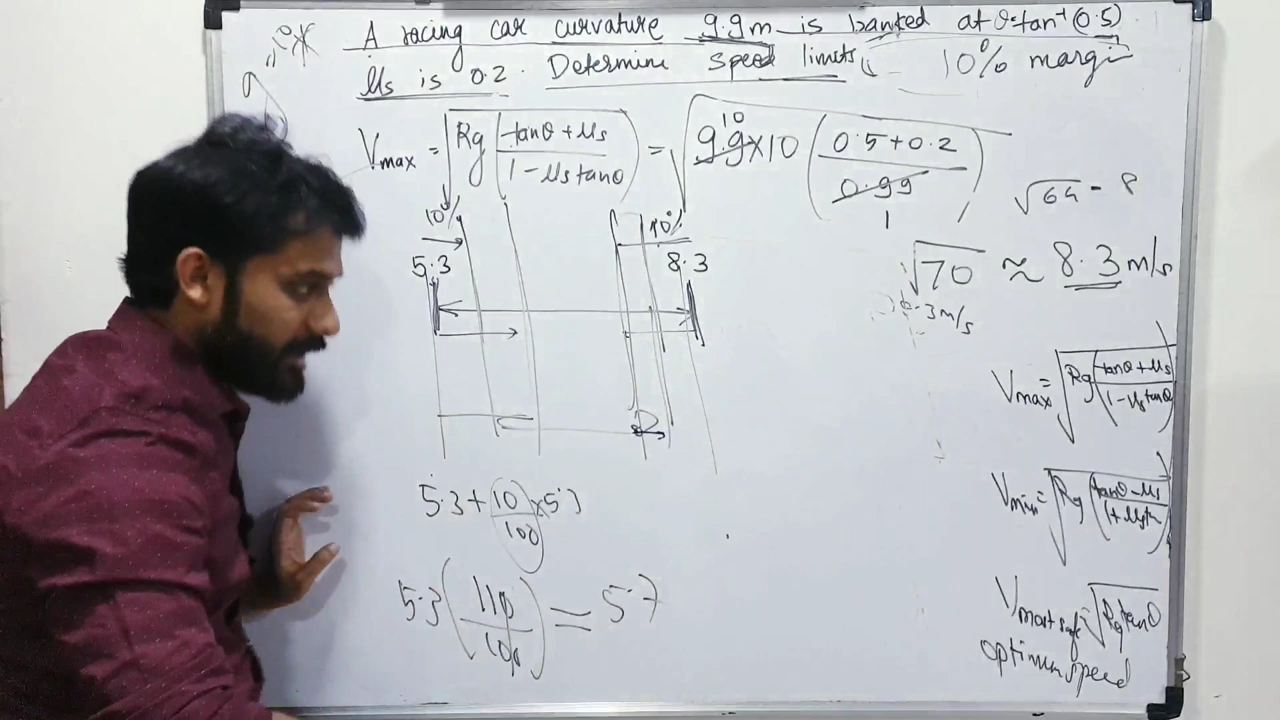 A racing car curvature 9.9m is banked at θ=tan⁻¹(0.5)
μs is 0.2. Determine speed limits 10% margin
Vmax = √Rg(tanθ+μs / 1-μs tanθ) = √9.9×10 (0.5+0.2 / 0.99)
10
1
√64 = 8
√70 ≈ 8.3 m/s
3 m/s
10% 10%
5.3 8.3
Vmax = √Rg(tanθ+μs / 1-μs tanθ)
Vmin = √Rg(tanθ-μs / 1+μs
5.3 + 10/100 × 5.3
5.3 (110/100) = 5.7
Vmost safe = √Rg tanθ
optimum speed